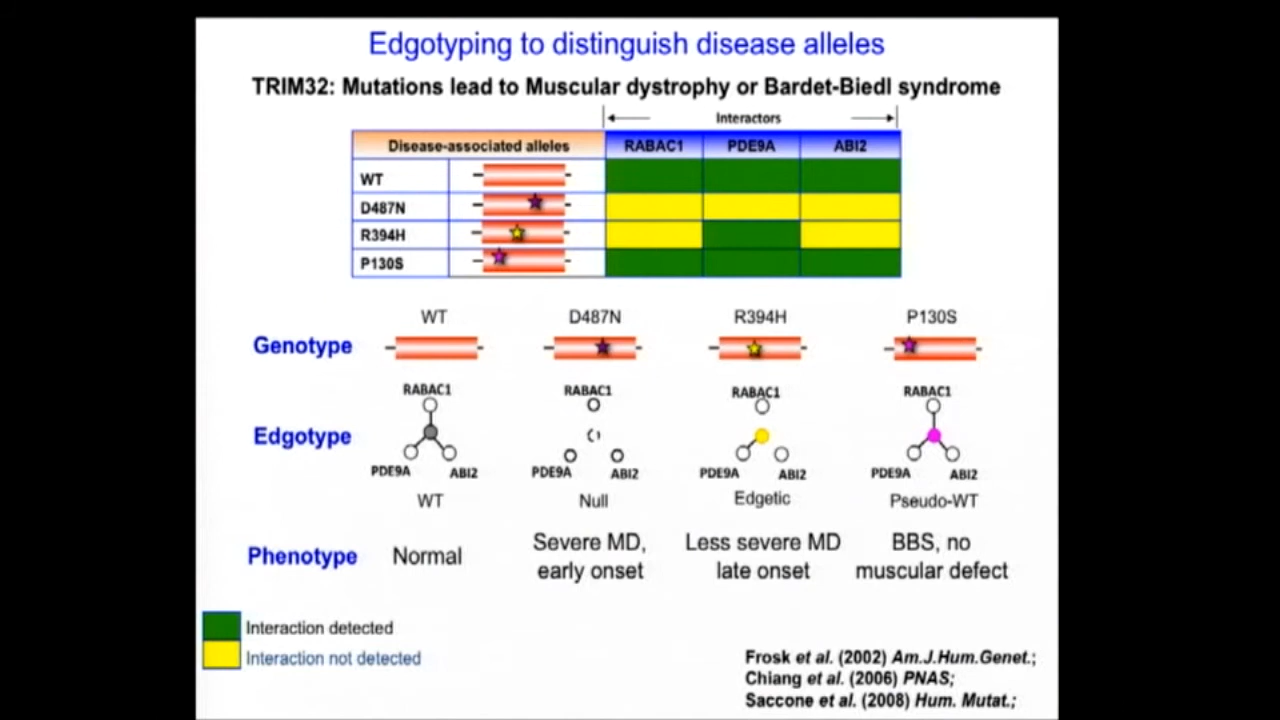 Edgotyping to distinguish disease alleles
TRIM32: Mutations lead to Muscular dystrophy or Bardet-Biedl syndrome
Interactors
Disease-associated alleles RABAC1 PDE9A ABI2
WT
D487N
R394H
P130S
WT D487N R394H P130S
Genotype
RABAC1 RABAC1 RABAC1 RABAC1
Edgotype
PDE9A ABI2 PDE9A ABI2 PDE9A ABI2 PDE9A ABI2
WT Null Edgetic Pseudo-WT
Phenotype Normal Severe MD, early onset Less severe MD late onset BBS, no muscular defect
Interaction detected
Interaction not detected
Frosk et al. (2002) Am.J.Hum.Genet.;
Chiang et al. (2006) PNAS;
Saccone et al. (2008) Hum. Mutat.;